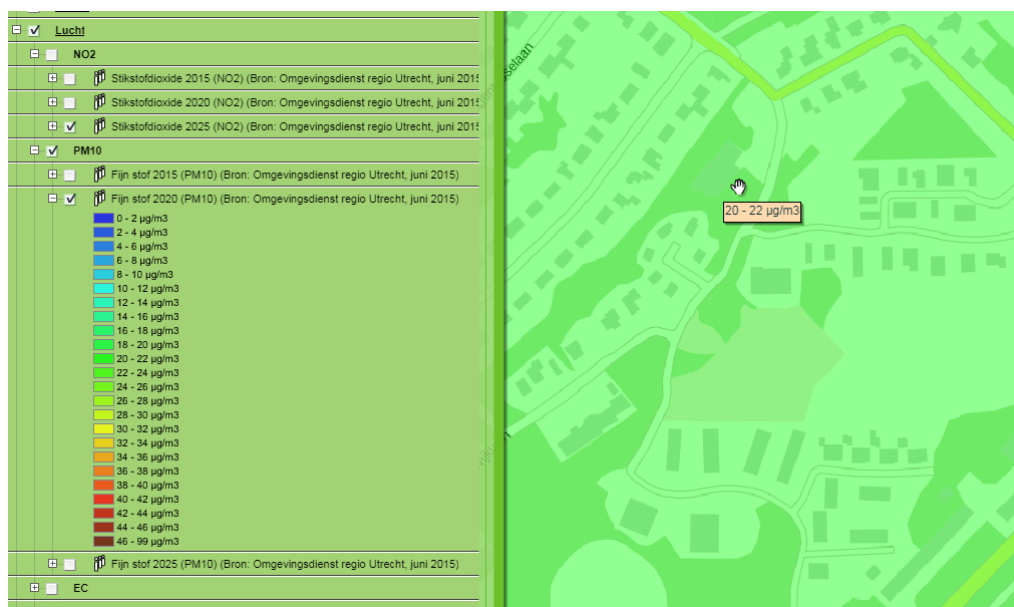 Lucht
NO2
Stikstofdioxide 2015 (NO2) (Bron: Omgevingsdienst regio Utrecht, juni 2015
Stikstofdioxide 2020 (NO2) (Bron: Omgevingsdienst regio Utrecht, juni 2015
Stikstofdioxide 2025 (NO2) (Bron: Omgevingsdienst regio Utrecht, juni 2015
PM10
Fijn stof 2015 (PM10) (Bron: Omgevingsdienst regio Utrecht, juni 2015)
Fijn stof 2020 (PM10) (Bron: Omgevingsdienst regio Utrecht, juni 2015)
0 - 2 µg/m3
2 - 4 µg/m3
4 - 6 µg/m3
6 - 8 µg/m3
8 - 10 µg/m3
10 - 12 µg/m3
12 - 14 µg/m3
14 - 16 µg/m3
16 - 18 µg/m3
18 - 20 µg/m3
20 - 22 µg/m3
22 - 24 µg/m3
24 - 26 µg/m3
26 - 28 µg/m3
28 - 30 µg/m3
30 - 32 µg/m3
32 - 34 µg/m3
34 - 36 µg/m3
36 - 38 µg/m3
38 - 40 µg/m3
40 - 42 µg/m3
42 - 44 µg/m3
44 - 46 µg/m3
46 - 99 µg/m3
Fijn stof 2025 (PM10) (Bron: Omgevingsdienst regio Utrecht, juni 2015)
EC
20 - 22 µg/m3